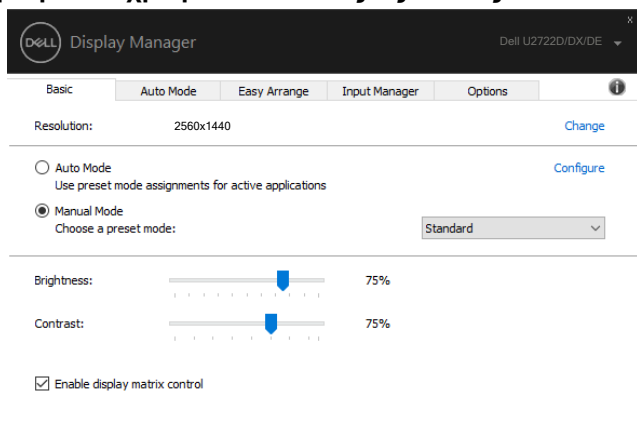 DELL Display Manager
Dell U2722D/DX/DE
Basic Auto Mode Easy Arrange Input Manager Options
Resolution: 2560x1440 Change
Auto Mode Configure
Use preset mode assignments for active applications
Manual Mode
Choose a preset mode: Standard
Brightness: 75%
Contrast: 75%
Enable display matrix control